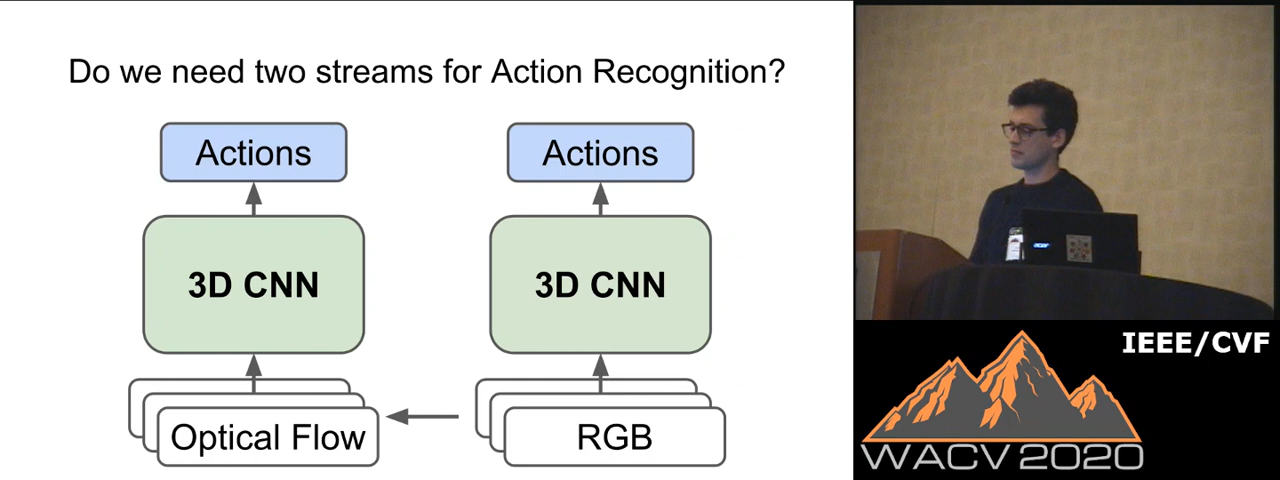 Do we need two streams for Action Recognition?
Actions
Actions
3D CNN
3D CNN
Optical Flow
RGB
acer
IEEE/CVF
WACV 2020